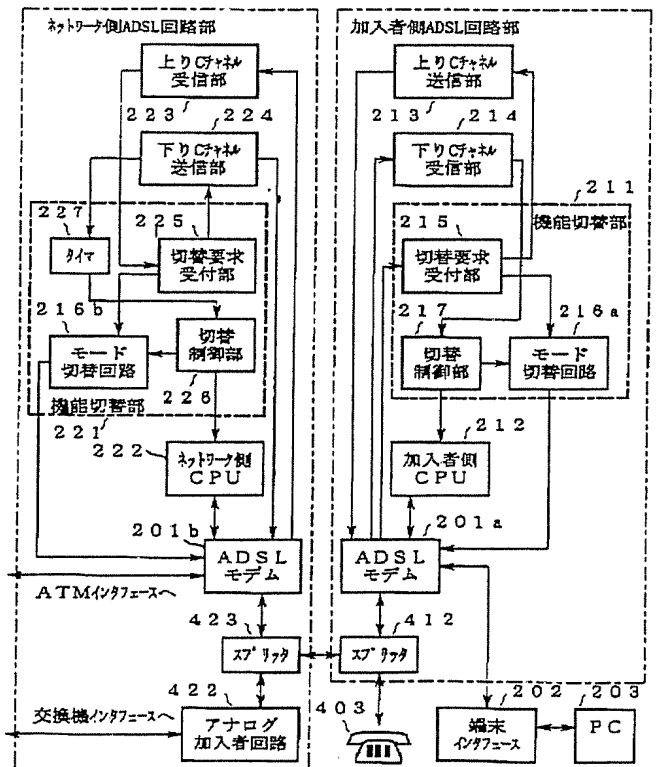 ネットワーク側ADSL回路部
上りCチャネル
受信部
223
224
下りCチャネル
送信部
227
225
タイマ
切替要求
受付部
216b
モード
切替回路
切替
制御部
226
機能切替部
221
222
ネットワーク側
CPU
201b
ADSL
モデム
ATMインタフェースへ
423
スプリッタ
422
交換機インタフェースへ
アナログ
加入者回路
加入者側ADSL回路部
上りCチャネル
送信部
213
214
下りCチャネル
受信部
211
215
機能切替部
切替要求
受付部
217
216a
切替
制御部
モード
切替回路
212
加入者側
CPU
201a
ADSL
モデム
412
スプリッタ
403
202
203
端末
インタフェース
PC